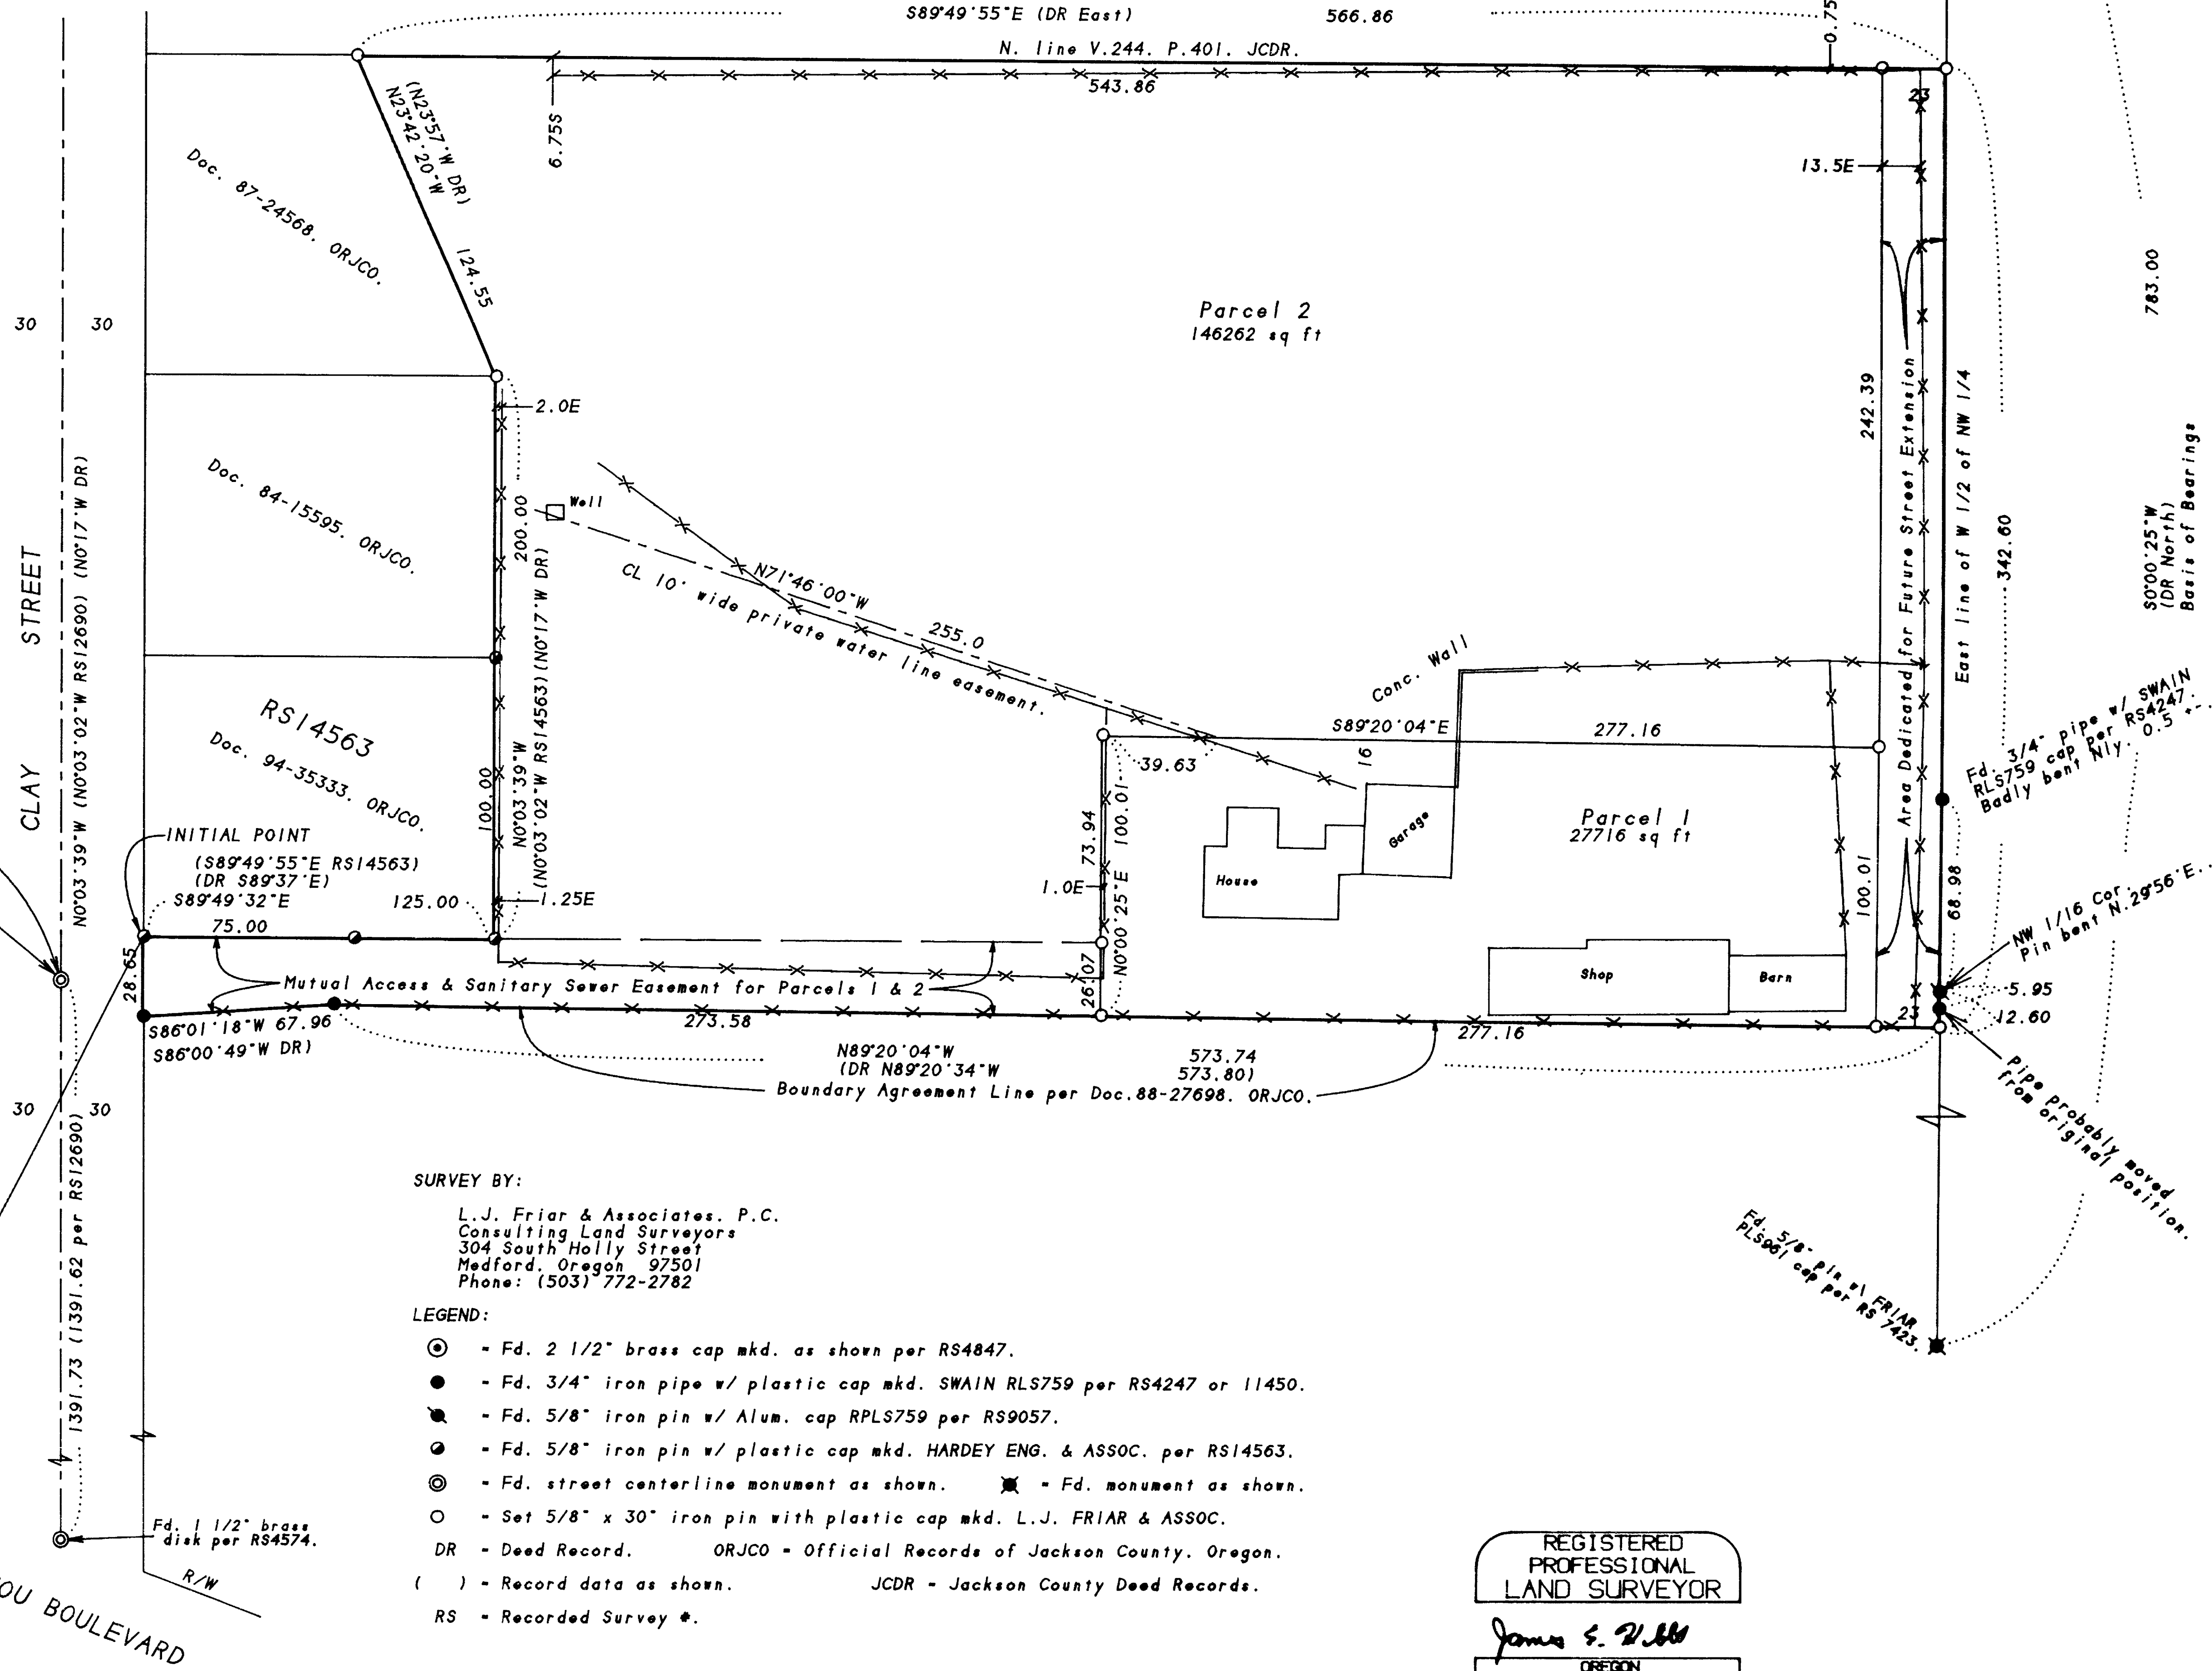 S89°49'55"E (DR East) 566.86
N. line V.244. P.401. JCDR.
0.75
543.86
6.75S
(N23°57'W DR)
N23°42'20"W
124.55
23
13.5E
Doc. 87-24568. ORJCO.
30 30
Parcel 2
146262 sq ft
783.00
2.0E
242.39
Area Dedicated for Future Street Extension
East line of W 1/2 of NW 1/4
342.60
S0°00'25"W
(DR North)
Basis of Bearings
Doc. 84-15595. ORJCO.
200.00
Well
N71°46'00"W
255.0
CL 10' wide private water line easement.
CLAY STREET
N0°03'39"W (N0°03'02"W RS12690) (N0°17'W DR)
RS14563
Doc. 94-35333. ORJCO.
100.00
N0°03'39"W
(N0°03'02"W RS14563)(N0°17'W DR)
Conc. Wall
S89°20'04"E 277.16
16
39.63
73.94
N0°00'25"E 100.01
1.0E
26.07
House
Garage
Parcel 1
27716 sq ft
100.01
Fd. 3/4" pipe w/ SWAIN
RLS759 cap per RS4247.
Badly bent Nly. 0.5 +-.
68.98
NW 1/16 Cor.
Pin bent N.29°56'E.
5.95
12.60
INITIAL POINT
(S89°49'55"E RS14563)
(DR S89°37'E)
S89°49'32"E 125.00
75.00
1.25E
28.65
Mutual Access & Sanitary Sewer Easement for Parcels 1 & 2
Shop
Barn
23
S86°01'18"W 67.96
S86°00'49"W DR)
273.58
277.16
N89°20'04"W 573.74
(DR N89°20'34"W 573.80)
Boundary Agreement Line per Doc.88-27698. ORJCO.
Pipe probably moved
from original position.
30 30
1391.73 (1391.62 per RS12690)
Fd. 5/8" pin w\ FRIAR
PLS961 cap per RS 7423.
SURVEY BY:
L.J. Friar & Associates. P.C.
Consulting Land Surveyors
304 South Holly Street
Medford. Oregon 97501
Phone: (503) 772-2782
LEGEND:
- Fd. 2 1/2" brass cap mkd. as shown per RS4847.
- Fd. 3/4" iron pipe w/ plastic cap mkd. SWAIN RLS759 per RS4247 or 11450.
- Fd. 5/8" iron pin w/ Alum. cap RPLS759 per RS9057.
- Fd. 5/8" iron pin w/ plastic cap mkd. HARDEY ENG. & ASSOC. per RS14563.
- Fd. street centerline monument as shown. - Fd. monument as shown.
- Set 5/8" x 30" iron pin with plastic cap mkd. L.J. FRIAR & ASSOC.
DR - Deed Record. ORJCO - Official Records of Jackson County. Oregon.
( ) - Record data as shown. JCDR - Jackson County Deed Records.
RS - Recorded Survey #.
Fd. 1 1/2" brass
disk per RS4574.
R/W
OU BOULEVARD
REGISTERED
PROFESSIONAL
LAND SURVEYOR
James E. Hibbs
OREGON